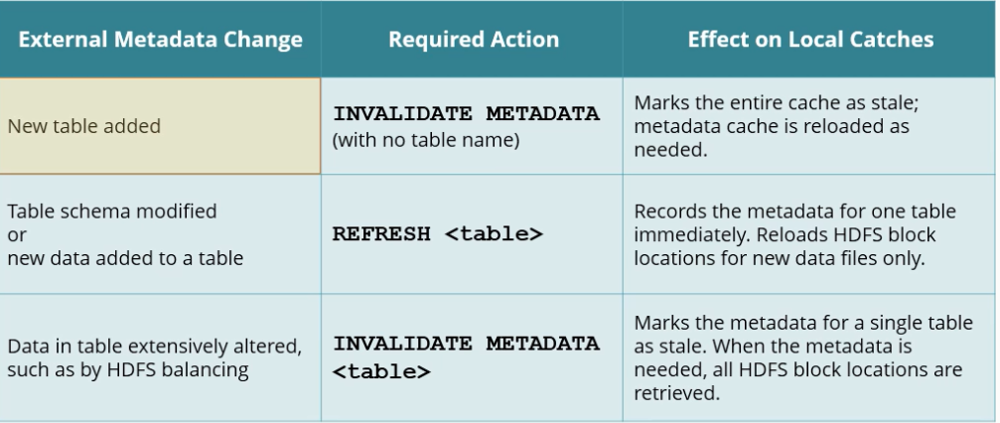 External Metadata Change
Required Action
Effect on Local Catches
New table added
INVALIDATE METADATA
(with no table name)
Marks the entire cache as stale;
metadata cache is reloaded as
needed.
Table schema modified
or
new data added to a table
REFRESH <table>
Records the metadata for one table
immediately. Reloads HDFS block
locations for new data files only.
Data in table extensively altered,
such as by HDFS balancing
INVALIDATE METADATA
<table>
Marks the metadata for a single table
as stale. When the metadata is
needed, all HDFS block locations are
retrieved.